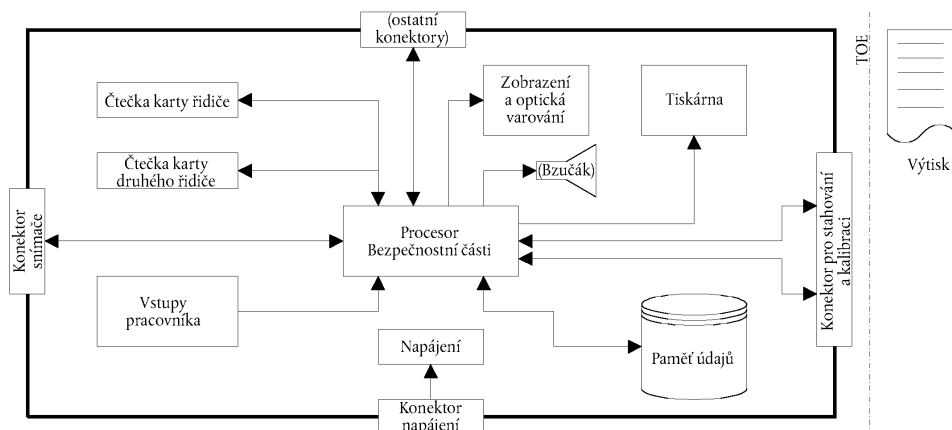 (ostatní
konektory)
TOE
Čtečka karty řidiče
Zobrazení
a optická
varování
Tiskárna
Čtečka karty
druhého řidiče
(Bzučák)
Výtisk
Konektor
snímače
Procesor
Bezpečnostní části
Konektor pro stahování
a kalibraci
Vstupy
pracovníka
Napájení
Paměť údajů
Konektor
napájení